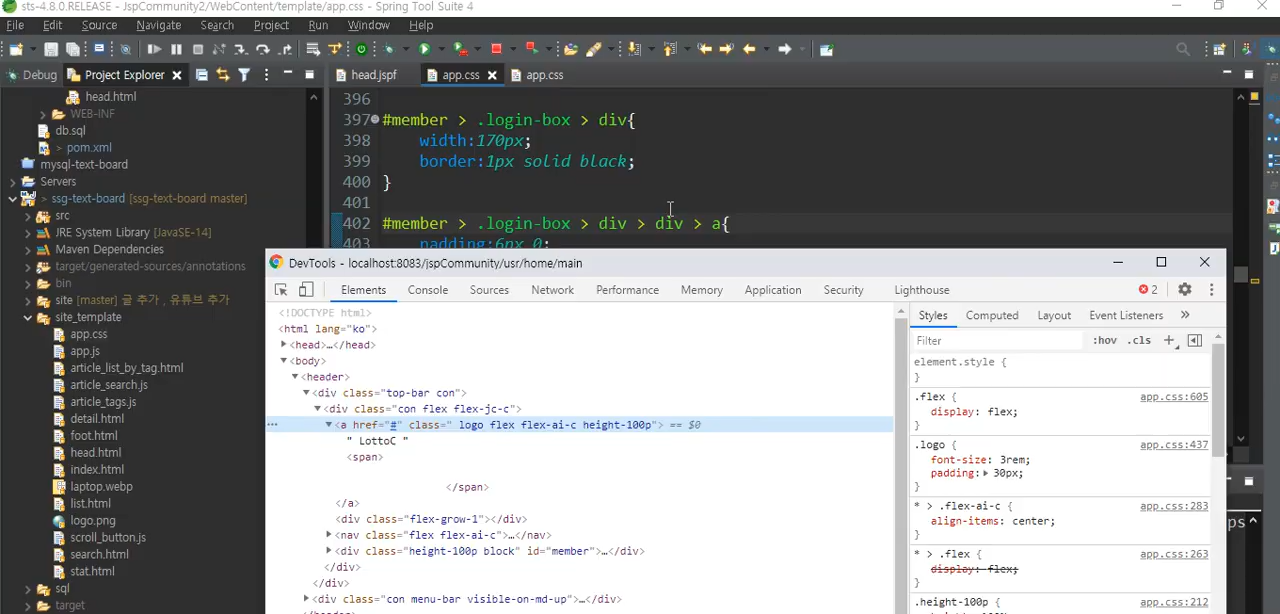 sts-4.8.0.RELEASE - JspCommunity2/WebContent/template/app.css - Spring Tool Suite 4
File Edit Source Navigate Search Project Run Window Help
Debug Project Explorer
head.html
WEB-INF
db.sql
> pom.xml
mysql-text-board
Servers
> ssg-text-board [ssg-text-board master]
src
JRE System Library [JavaSE-14]
Maven Dependencies
target/generated-sources/annotations
bin
site [master] 글 추가 , 유튜브 추가
site_template
app.css
app.js
article_list_by_tag.html
article_search.js
article_tags.js
detail.html
foot.html
head.html
index.html
laptop.webp
list.html
logo.png
scroll_button.js
search.html
stat.html
sql
target
head.jspf app.css app.css
396
397 #member > .login-box > div{
398 width:170px;
399 border:1px solid black;
400 }
401
402 #member > .login-box > div > div > a{
403 padding:6px 0;
DevTools - localhost:8083/jspCommunity/usr/home/main
Elements Console Sources Network Performance Memory Application Security Lighthouse 2
<!DOCTYPE html>
<html lang="ko">
<head>…</head>
<body>
<header>
<div class="top-bar con">
<div class="con flex flex-jc-c">
<a href="#" class=" logo flex flex-ai-c height-100p"> == $0
" LottoC "
<span>
</span>
</a>
<div class="flex-grow-1"></div>
<nav class="flex flex-ai-c">…</nav>
<div class="height-100p block" id="member">…</div>
</div>
</div>
<div class="con menu-bar visible-on-md-up">…</div>
Styles Computed Layout Event Listeners »
Filter :hov .cls +
element.style {
}
.flex { app.css:605
display: flex;
}
.logo { app.css:437
font-size: 3rem;
padding: 30px;
}
* > .flex-ai-c { app.css:283
align-items: center;
}
* > .flex { app.css:263
display: flex;
}
.height-100p { app.css:212